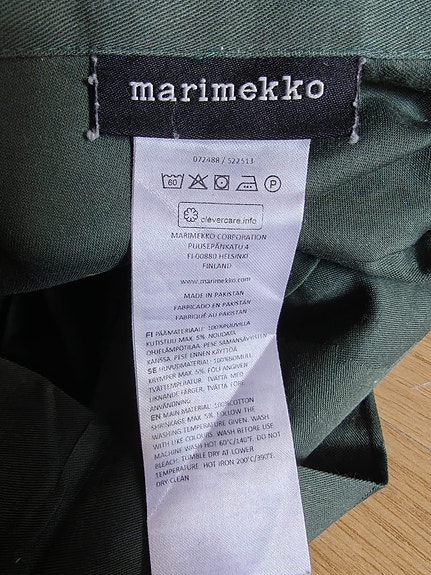 marimekko
072488 / 522513
60
P
clevercare.info
MARIMEKKO CORPORATION
PUUSEPÄNKATU 4
FI-00880 HELSINKI
FINLAND
www.marimekko.com
MADE IN PAKISTAN
FABRICADO EN PAKISTAN
FABRIQUÉ AU PAKISTAN
FI PÄÄMATERIAALI: 100%PUUVILLA
KUTISTUU MAX. 5%. NOUDATA
OHJELÄMPÖTILAA. PESE SAMANSÄVYISTEN
KANSSA. PESE ENNEN KÄYTTÖÄ
SE HUVUDMATERIAL: 100%BOMULL
KRYMPER MAX. 5%. FÖLJ ANGIVEN
TVÄTTEMPERATUR. TVÄTTA MED
LIKNANDE FÄRGER. TVÄTTA FÖRE
ANVÄNDNING
EN MAIN MATERIAL: 100%COTTON
SHRINKAGE MAX. 5%. FOLLOW THE
WASHING TEMPERATURE GIVEN. WASH
WITH LIKE COLOURS. WASH BEFORE USE.
MACHINE WASH HOT 60°C/140°F. DO NOT
BLEACH. TUMBLE DRY AT LOWER
TEMPERATURE. HOT IRON 200°C/390°F.
DRY CLEAN